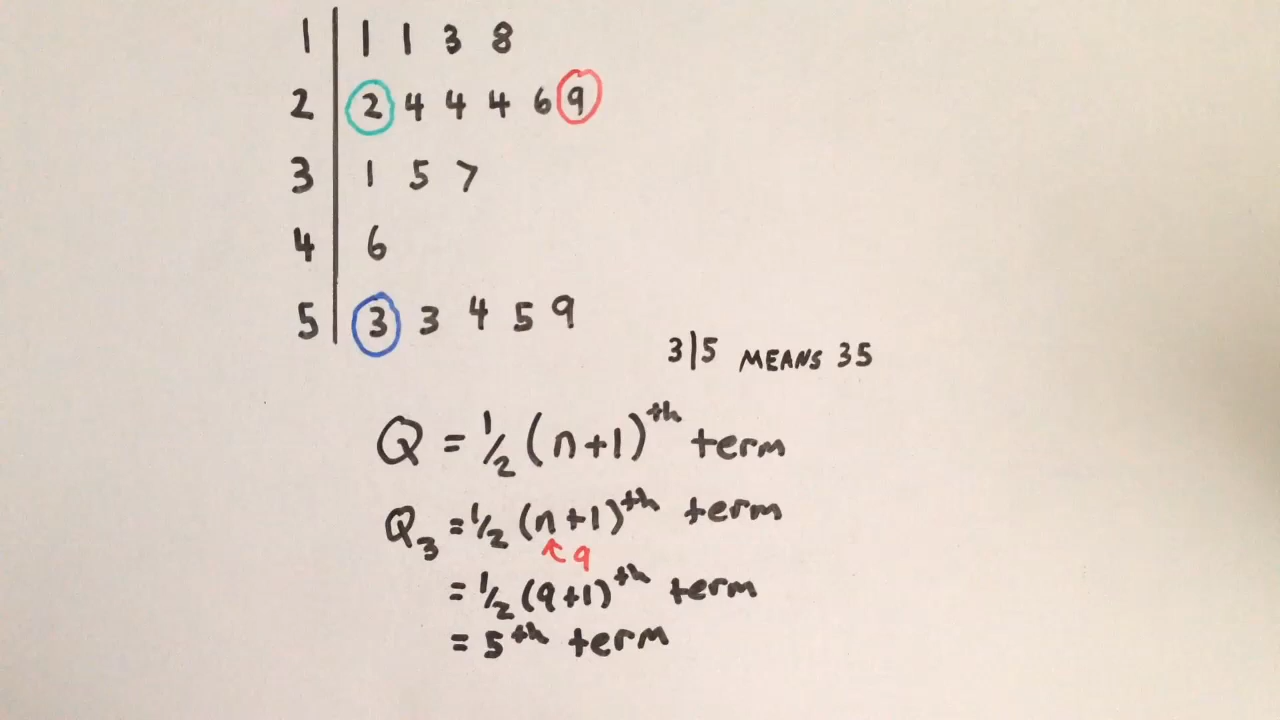 1 | 1 1 3 8
2 | 2 4 4 4 6 9
3 | 1 5 7
4 | 6
5 | 3 3 4 5 9
3|5 MEANS 35
Q = 1/2 (n+1)th term
Q3 = 1/2 (n+1)th term
9
= 1/2 (9+1)th term
= 5th term